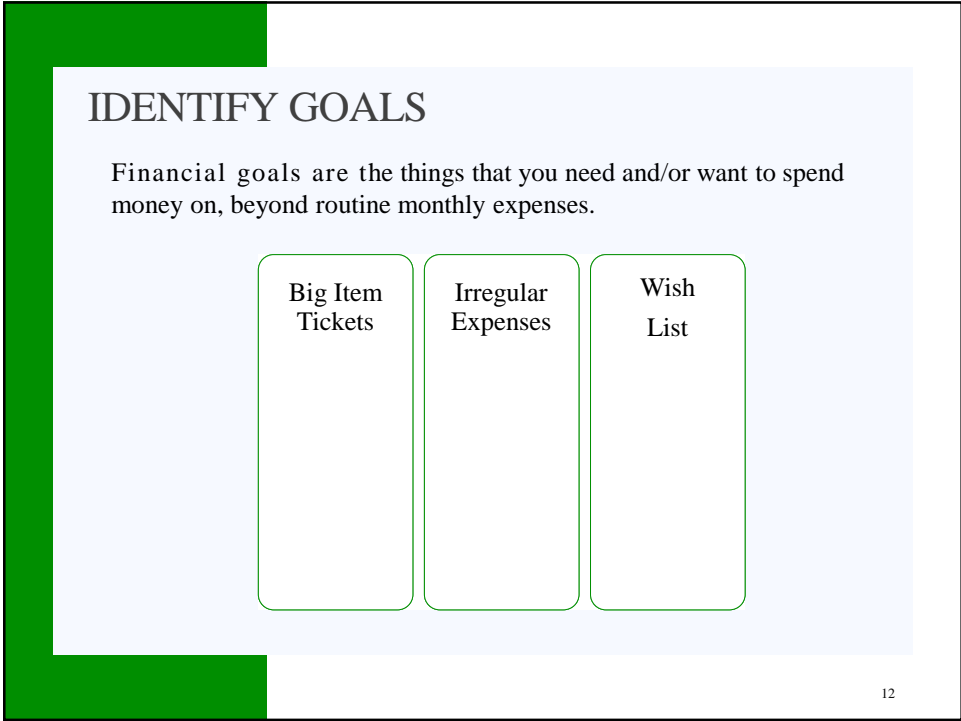 IDENTIFY GOALS
Financial goals are the things that you need and/or want to spend
money on, beyond routine monthly expenses.
Big Item
Tickets
Irregular
Expenses
Wish
List
12